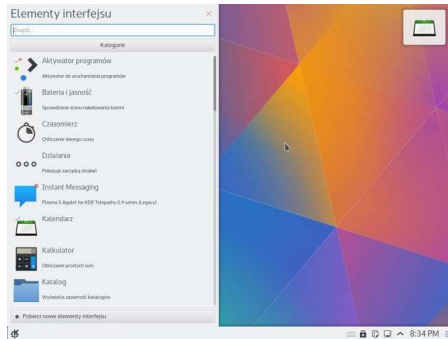 Elementy interfejsu
Znajdź...
Kategorie
Aktywator programów
Aktywator do uruchamiania programów
Bateria i jasność
Sprawdzanie stanu naładowania baterii
Czasomierz
Odliczanie danego czasu
Działania
Pokazuje zarządcę działań
Instant Messaging
Plasma 5 Applet for KDE Telepathy 0.9 series (Legacy)
Kalendarz
Kalkulator
Obliczanie prostych sum
Katalog
Wyświetla zawartość katalogów
Pobierz nowe elementy interfejsu
8:34 PM